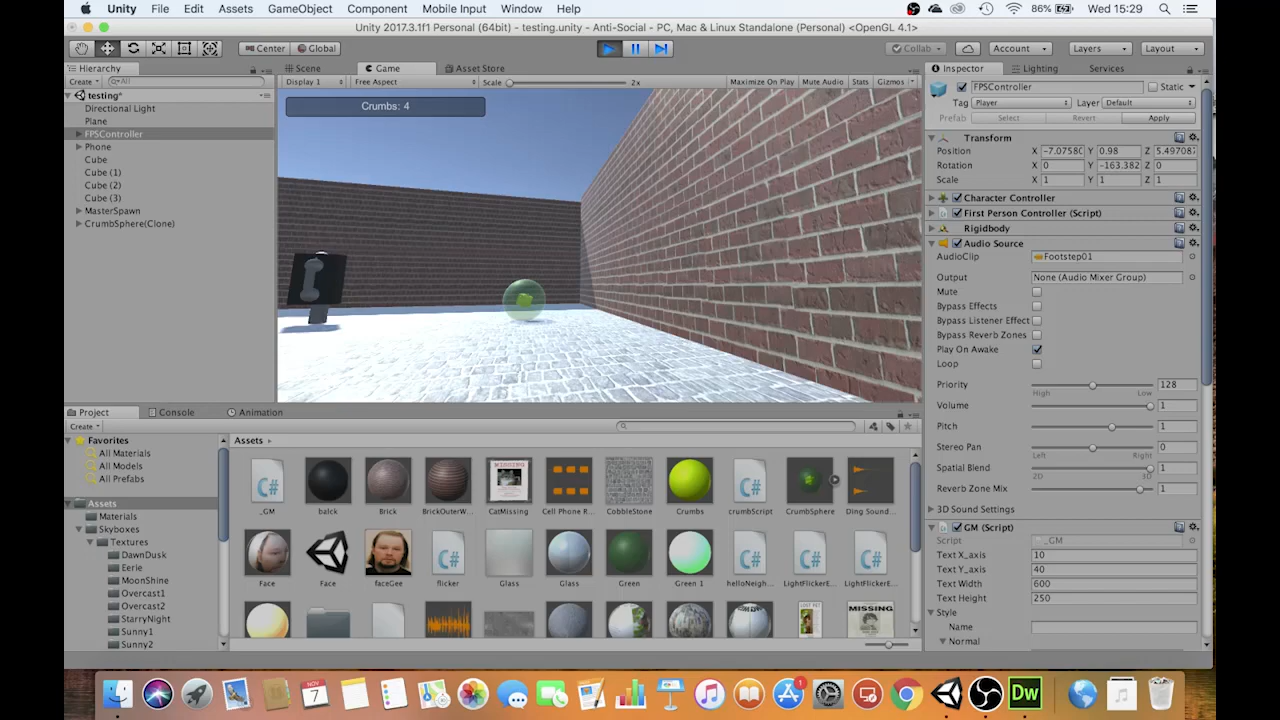 Unity File Edit Assets GameObject Component Mobile Input Window Help 86% Wed 15:29
Unity 2017.3.1f1 Personal (64bit) - testing.unity - Anti-Social - PC, Mac & Linux Standalone (Personal) <OpenGL 4.1>
Center Global Collab Account Layers Layout
Hierarchy Scene Game Asset Store Inspector Lighting Services
Create All Display 1 Free Aspect Scale 2x Maximize On Play Mute Audio Stats Gizmos
testing*
Directional Light
Plane
FPSController
Phone
Cube
Cube (1)
Cube (2)
Cube (3)
MasterSpawn
CrumbSphere(Clone)
Crumbs: 4
FPSController Static
Tag Player Layer Default
Prefab Select Revert Apply
Transform
Position X -7.0758 Y 0.98 Z 5.49708
Rotation X 0 Y -163.382 Z 0
Scale X 1 Y 1 Z 1
Character Controller
First Person Controller (Script)
Rigidbody
Audio Source
AudioClip Footstep01
Output None (Audio Mixer Group)
Mute
Bypass Effects
Bypass Listener Effect
Bypass Reverb Zones
Play On Awake
Loop
Priority 128
High Low
Volume 1
Pitch 1
Stereo Pan 0
Left Right
Spatial Blend 1
2D 3D
Reverb Zone Mix 1
3D Sound Settings
GM (Script)
Script _GM
Text X_axis 10
Text Y_axis 40
Text Width 600
Text Height 250
Style
Name
Normal
Project Console Animation
Create
Favorites
All Materials
All Models
All Prefabs
Assets
Materials
Skyboxes
Textures
DawnDusk
Eerie
MoonShine
Overcast1
Overcast2
StarryNight
Sunny1
Sunny2
Assets
C# MISSING C#
_GM balck Brick BrickOuterW... CatMissing Cell Phone R... CobbleStone Crumbs crumbScript CrumbSphere Ding Sound...
C# C# C# C#
Face Face faceGee flicker Glass Glass Green Green 1 helloNeigh... LightFlickerE... LightFlickerE...
LOST PET MISSING
NOV 7 Dw